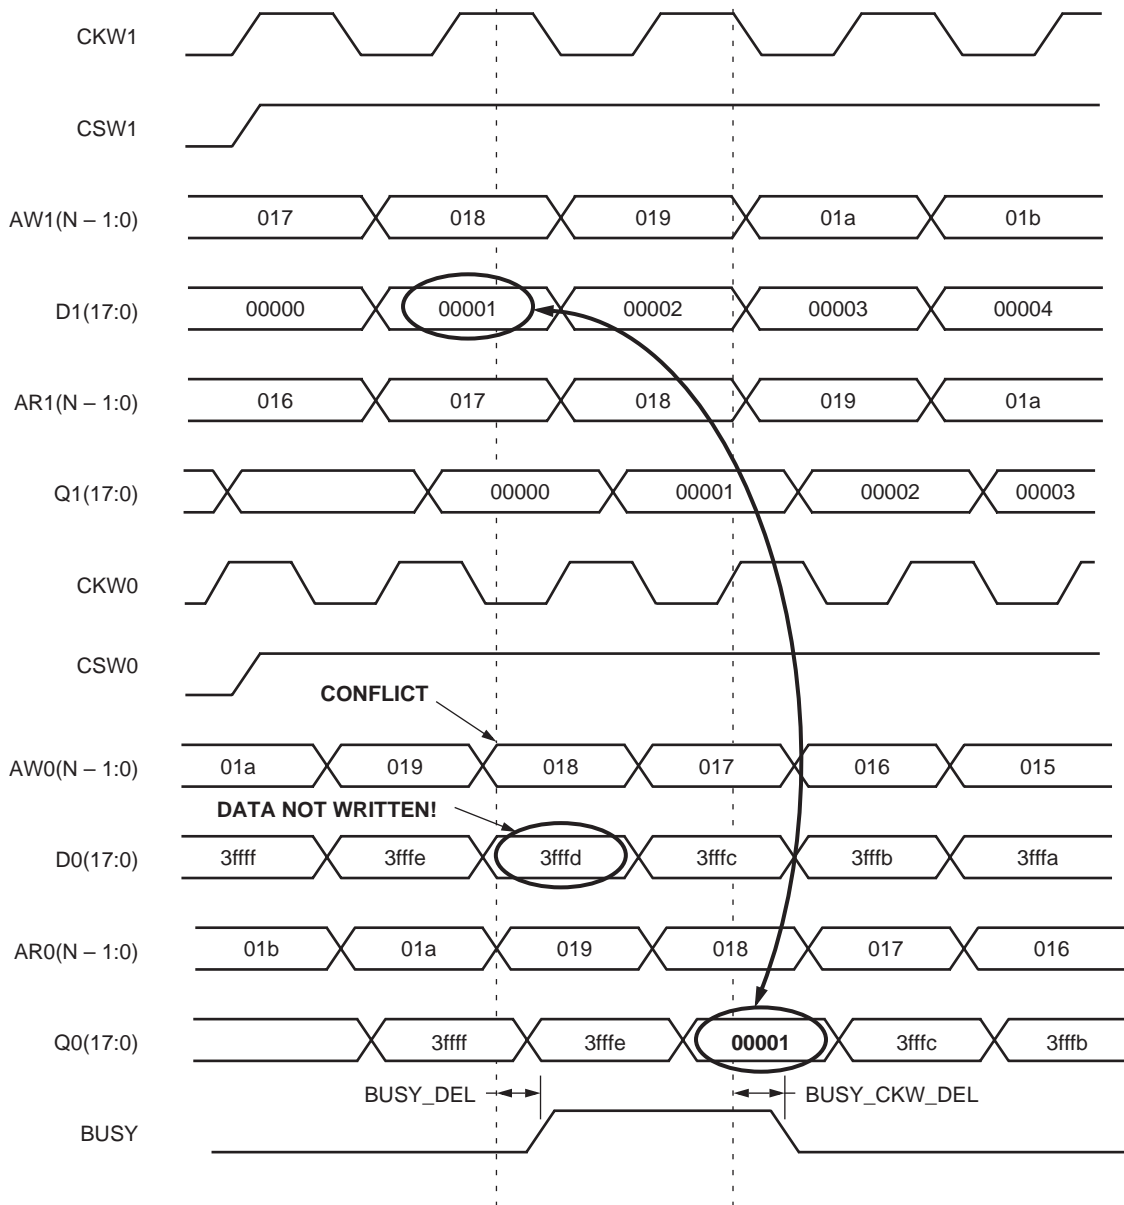 CKW1
CSW1
AW1(N – 1:0) 017 018 019 01a 01b
D1(17:0) 00000 00001 00002 00003 00004
AR1(N – 1:0) 016 017 018 019 01a
Q1(17:0) 00000 00001 00002 00003
CKW0
CSW0
CONFLICT
AW0(N – 1:0) 01a 019 018 017 016 015
DATA NOT WRITTEN!
D0(17:0) 3ffff 3fffe 3fffd 3fffc 3fffb 3fffa
AR0(N – 1:0) 01b 01a 019 018 017 016
Q0(17:0) 3ffff 3fffe 00001 3fffc 3fffb
BUSY_DEL BUSY_CKW_DEL
BUSY